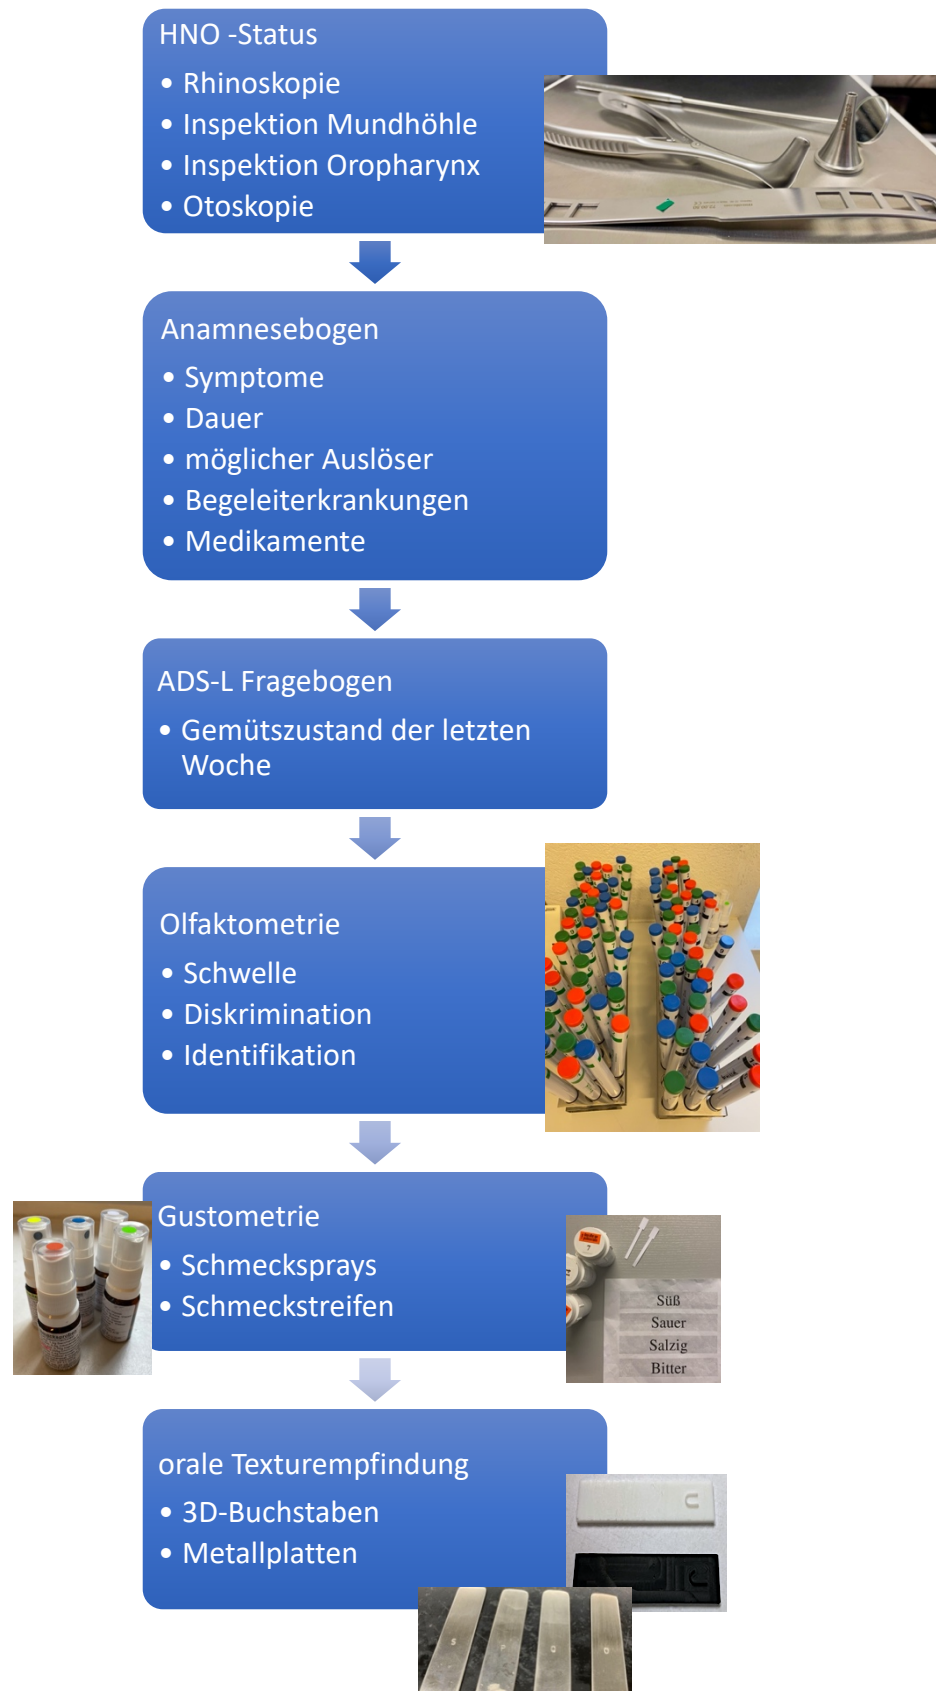 HNO -Status
• Rhinoskopie
• Inspektion Mundhöhle
• Inspektion Oropharynx
• Otoskopie
Anamnesebogen
• Symptome
• Dauer
• möglicher Auslöser
• Begeleiterkrankungen
• Medikamente
ADS-L Fragebogen
• Gemütszustand der letzten
Woche
Olfaktometrie
• Schwelle
• Diskrimination
• Identifikation
Gustometrie
• Schmecksprays
• Schmeckstreifen
Süß
Sauer
Salzig
Bitter
orale Texturempfindung
• 3D-Buchstaben
• Metallplatten